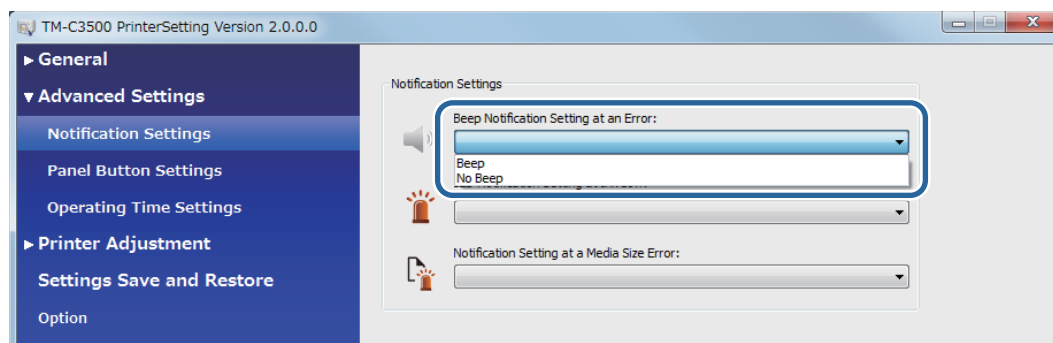 TM-C3500 PrinterSetting Version 2.0.0.0
General
Advanced Settings
Notification Settings
Panel Button Settings
Operating Time Settings
Printer Adjustment
Settings Save and Restore
Option
Notification Settings
Beep Notification Setting at an Error:
Beep
No Beep
Notification Setting at a Media Size Error: